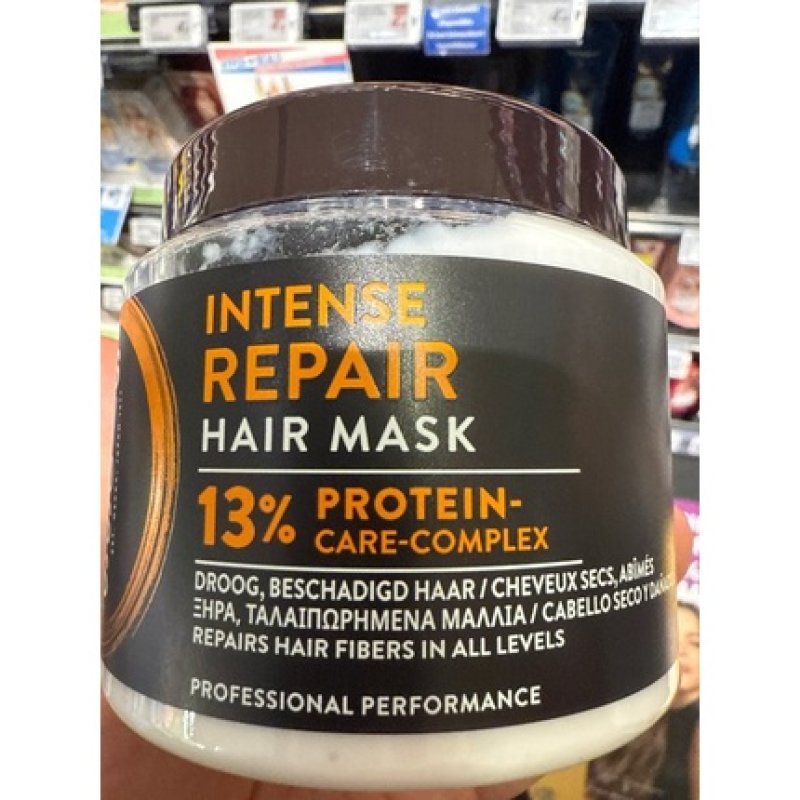 INTENSE
REPAIR
HAIR MASK
13% PROTEIN-
CARE-COMPLEX
DROOG, BESCHADIGD HAAR / CHEVEUX SECS, ABÎMÉS
ΞΗΡΑ, ΤΑΛΑΙΠΩΡΗΜΕΝΑ ΜΑΛΛΙΑ / CABELLO SECO Y
REPAIRS HAIR FIBERS IN ALL LEVELS
PROFESSIONAL PERFORMANCE